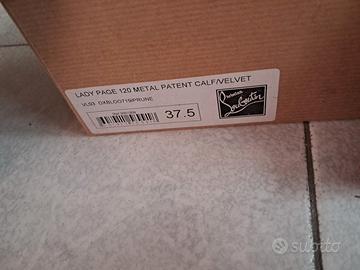 LADY PAGE 120 METAL PATENT CALF/VELVET
37.5
Christian
Louboutin
subito